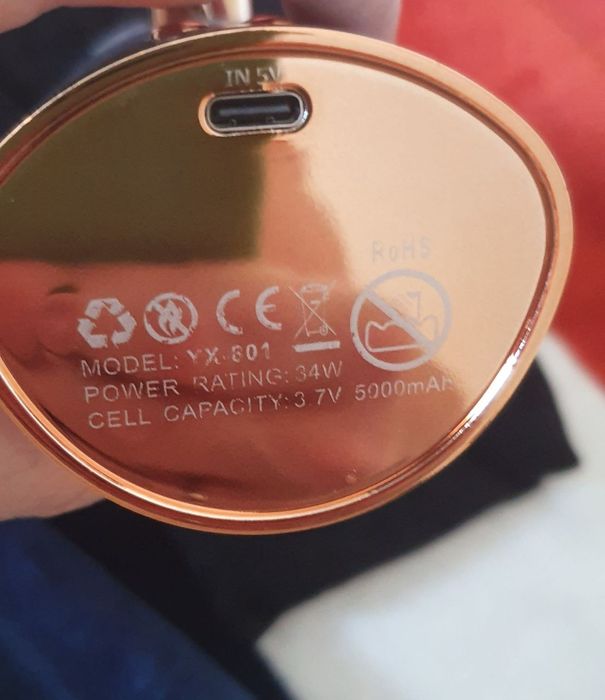 IN 5V
RoHS
CE
MODEL: YX-801
POWER RATING: 34W
CELL CAPACITY: 3.7V 5000mAh